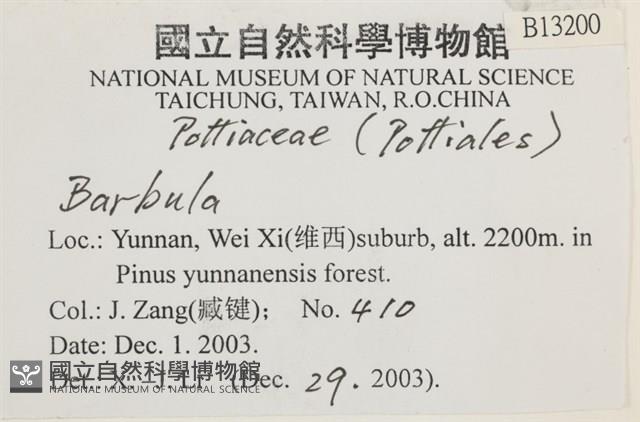 B13200
國立自然科學博物館
NATIONAL MUSEUM OF NATURAL SCIENCE
TAICHUNG, TAIWAN, R.O.CHINA
Pottiaceae (Pottiales)
Barbula
Loc.: Yunnan, Wei Xi(维西)suburb, alt. 2200m. in
Pinus yunnanensis forest.
Col.: J. Zang(臧键); No. 410
Date: Dec. 1. 2003.
國立自然科學博物館
NATIONAL MUSEUM OF NATURAL SCIENCE
Det.: (Dec. 29. 2003).